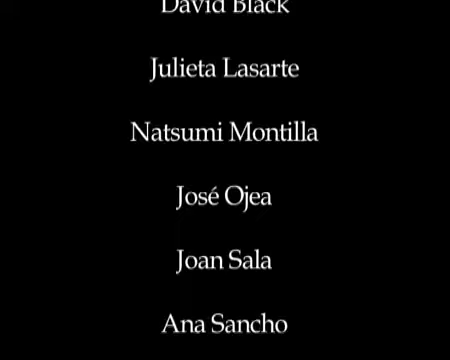 David Black
Julieta Lasarte
Natsumi Montilla
José Ojea
Joan Sala
Ana Sancho